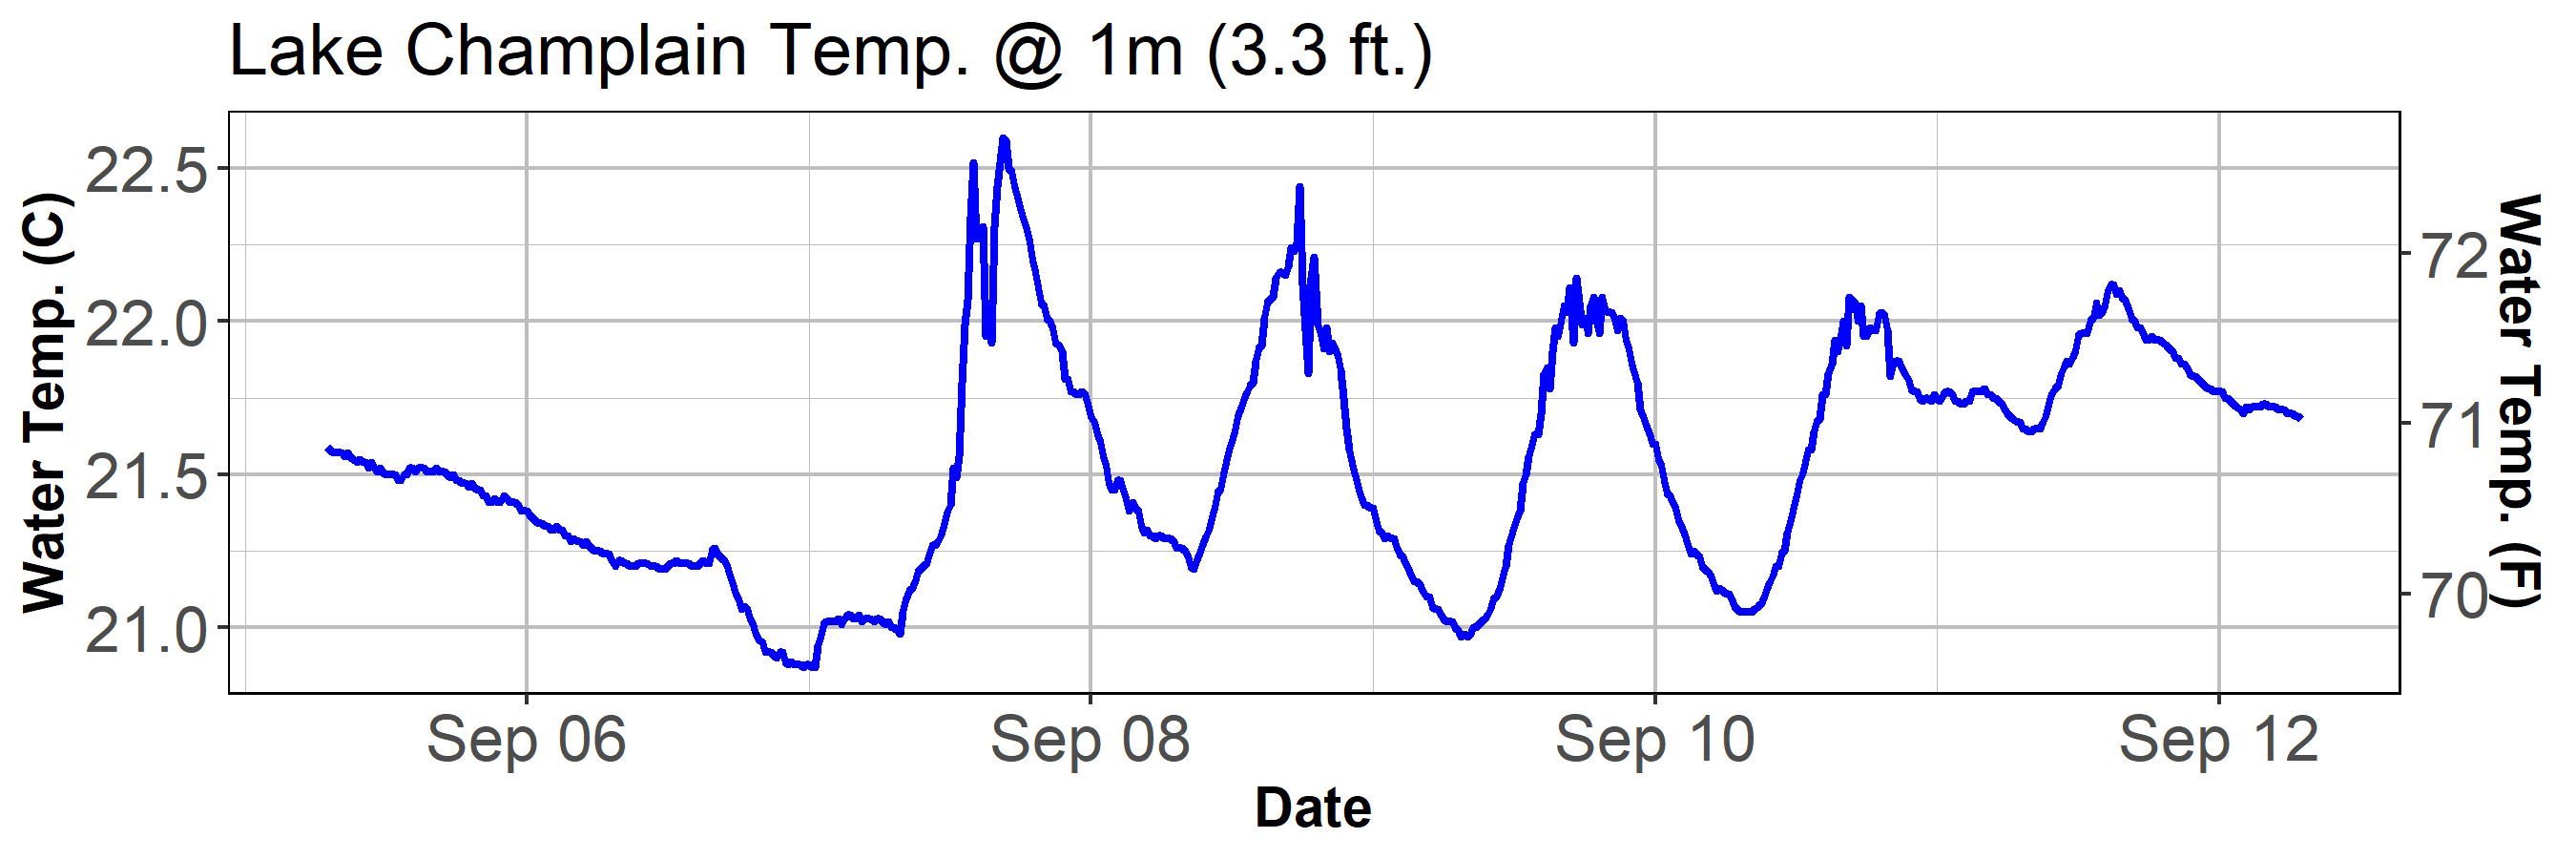 Lake Champlain Temp. @ 1m (3.3 ft.)
Water Temp. (C)
22.5
22.0
21.5
21.0
72
71
70
Water Temp. (F)
Sep 06 Sep 08 Sep 10 Sep 12
Date